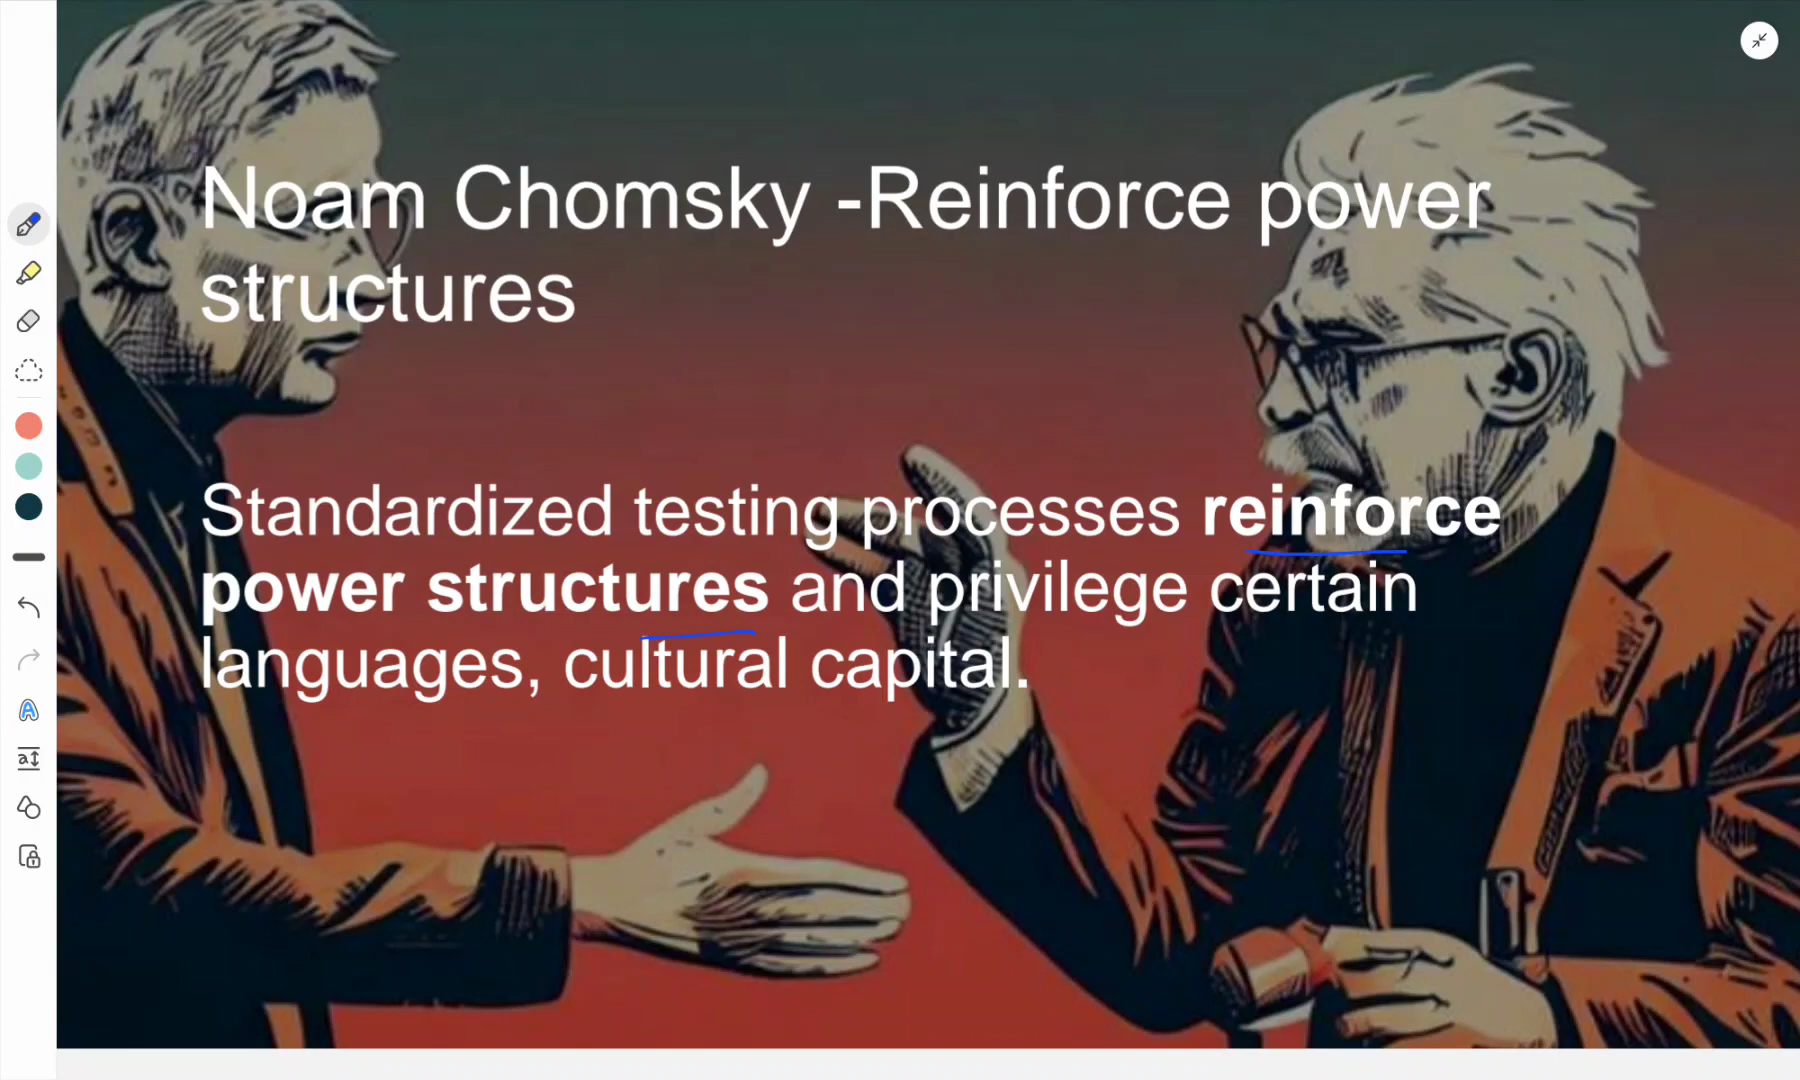 Noam Chomsky -Reinforce power
structures
Standardized testing processes reinforce
power structures and privilege certain
languages, cultural capital.